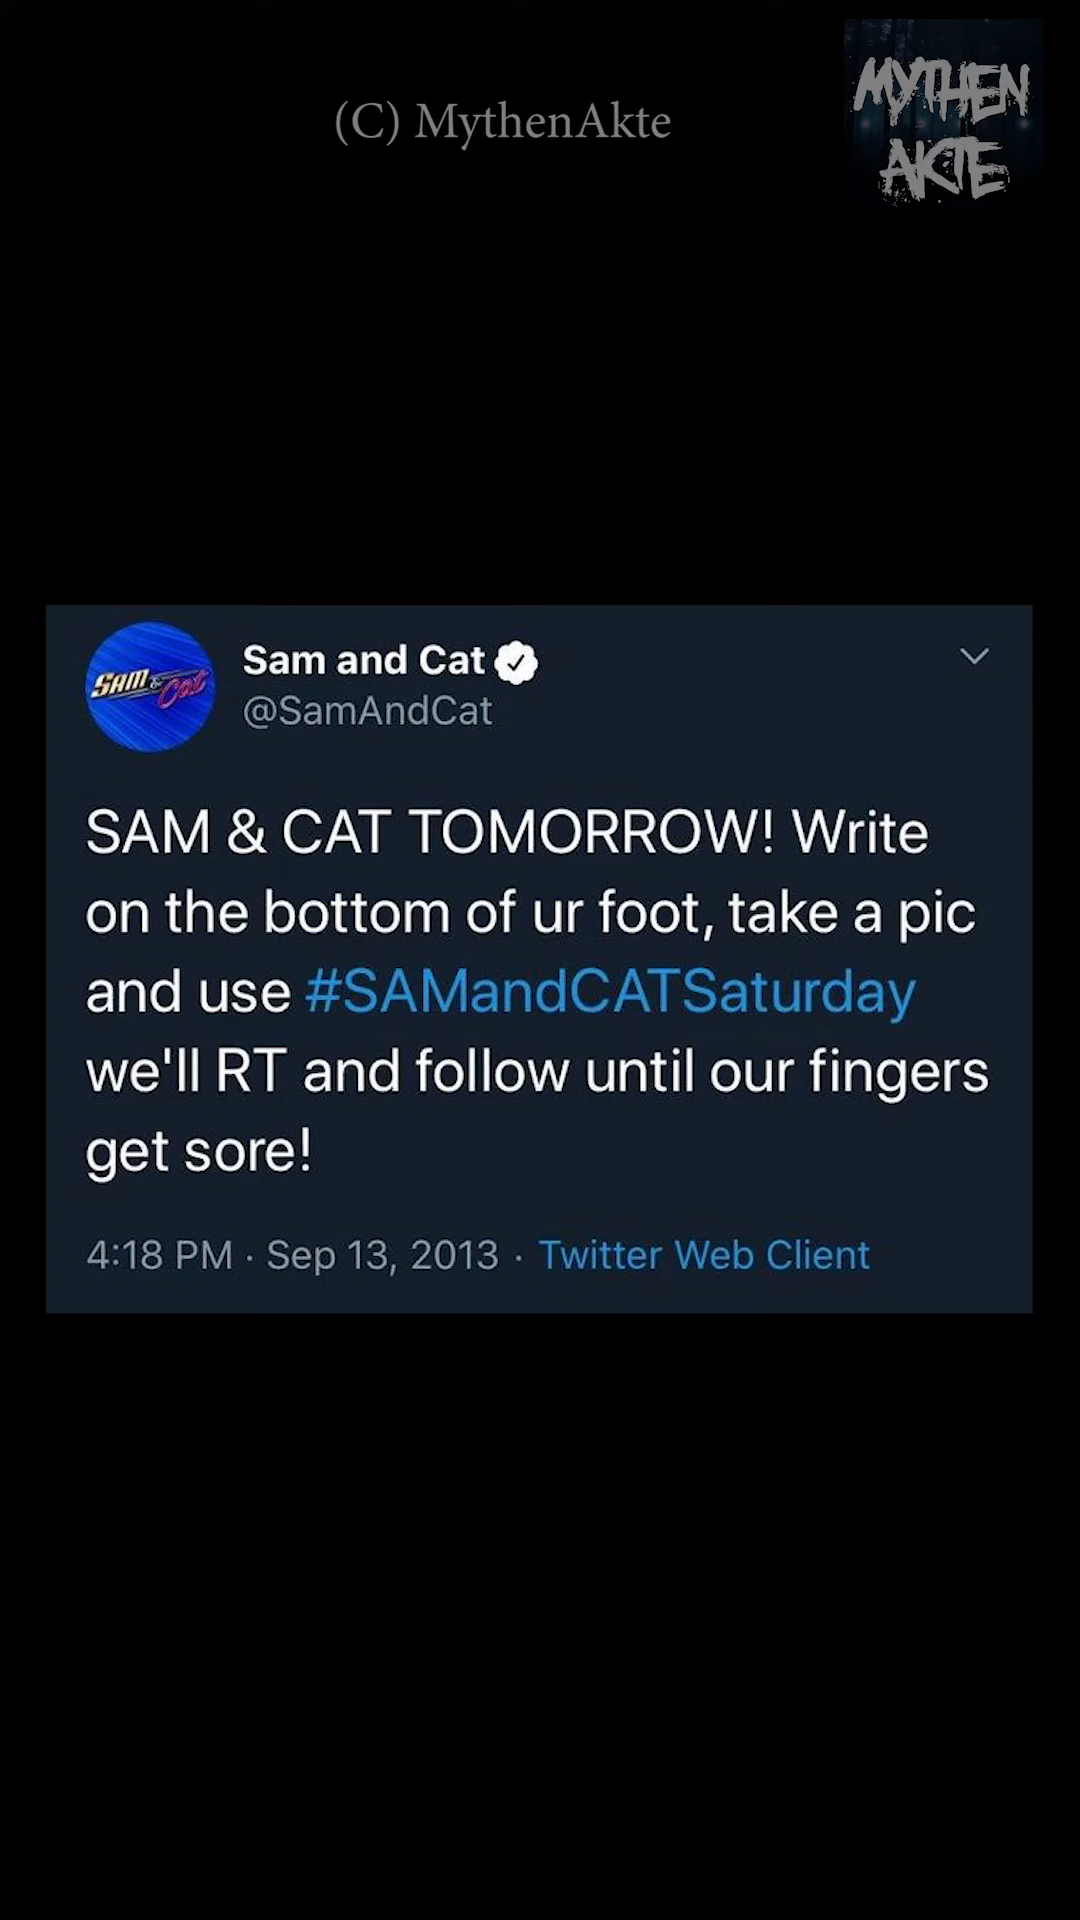 (C) MythenAkte
MYTHEN
AKTE
SAM & Cat
Sam and Cat
@SamAndCat
SAM & CAT TOMORROW! Write
on the bottom of ur foot, take a pic
and use #SAMandCATSaturday
we'll RT and follow until our fingers
get sore!
4:18 PM · Sep 13, 2013 · Twitter Web Client